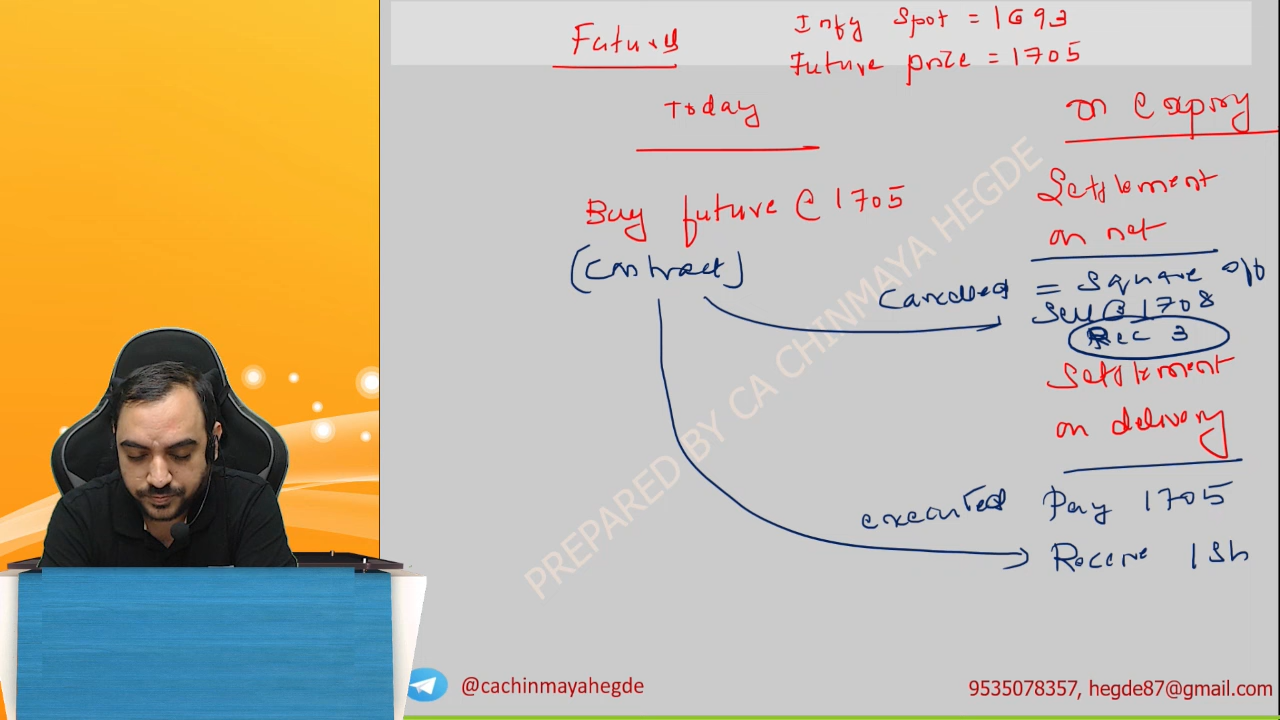 Futures
Infy Spot = 1693
Future price = 1705
Today
on Expiry
Buy future @ 1705
(Contract)
Settlement
on net
Cancelled
= Square off
Sell @ 1708
Rec 3
Settlement
on delivery
executed
Pay 1705
Receive 1 Sh
PREPARED BY CA CHINMAYA HEGDE
@cachinmayahegde
9535078357, hegde87@gmail.com